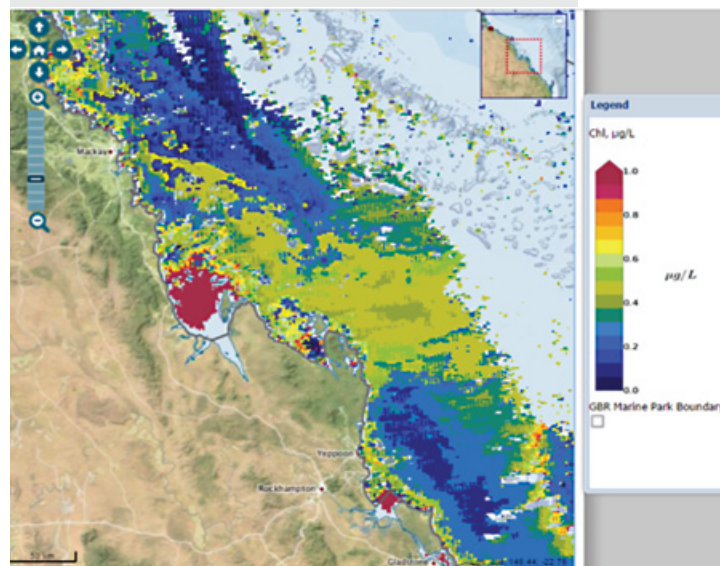 Legend
Chl, µg/L
1.0
0.8
0.6
µg/L
0.4
0.2
0.0
GBR Marine Park Boundary
Mackay
Yeppoon
Rockhampton
Gladstone
50 km